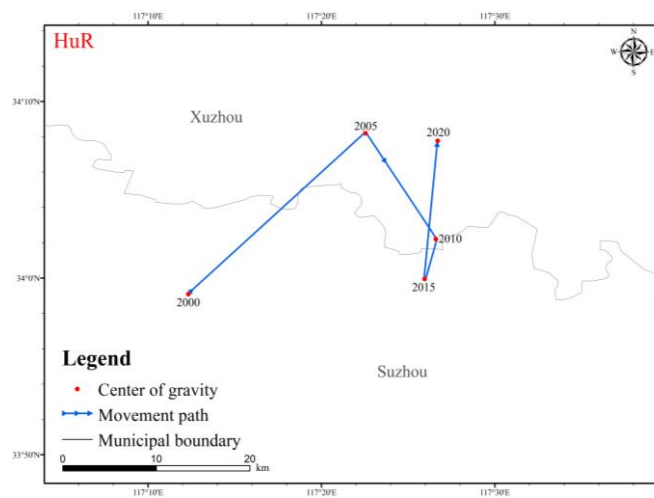 117°10'E 117°20'E 117°30'E
HuR
N
W E
S
34°10'N
Xuzhou
2005
2020
2010
34°0'N
2015
2000
Legend
Center of gravity
Suzhou
Movement path
Municipal boundary
33°50'N
0 10 20
km
117°10'E 117°20'E 117°30'E